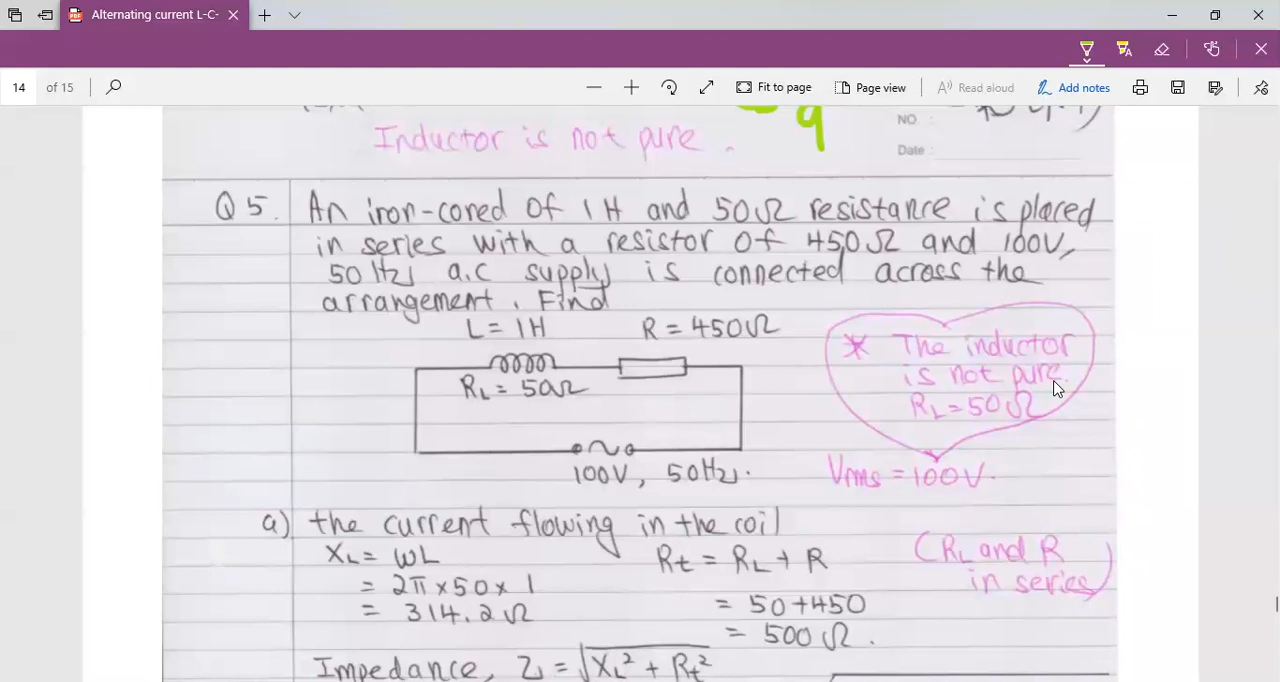 Alternating current L-C-
14 of 15
Fit to page
Page view
Read aloud
Add notes
Inductor is not pure.
NO. :
Date :
Q5. An iron-cored of 1H and 50Ω resistance is placed
in series with a resistor of 450Ω and 100V,
50Hz a.c supply is connected across the
arrangement. Find
L = 1H R = 450Ω
RL = 50Ω
100V, 50Hz.
* The inductor
is not pure.
RL = 50Ω
Vrms = 100V.
a) the current flowing in the coil
XL = ωL
= 2π×50×1
= 314.2Ω
Rt = RL + R
= 50+450
= 500Ω.
(RL and R
in series)
Impedance, Z = √XL² + Rt²